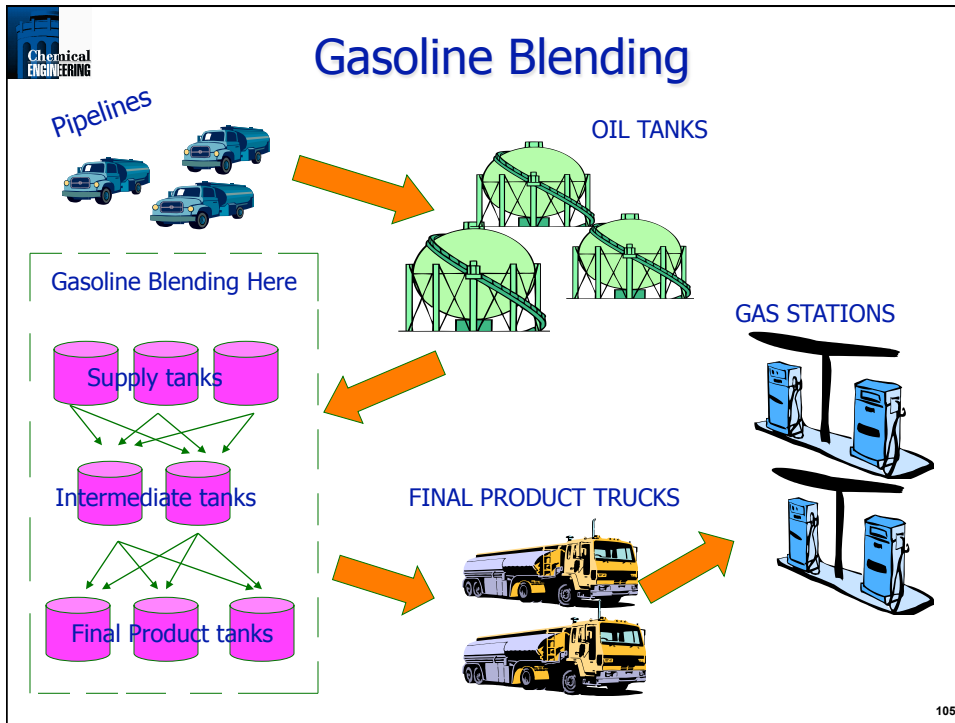 Chemical
ENGINEERING
Gasoline Blending
Pipelines
OIL TANKS
Gasoline Blending Here
GAS STATIONS
Supply tanks
Intermediate tanks
FINAL PRODUCT TRUCKS
Final Product tanks
105